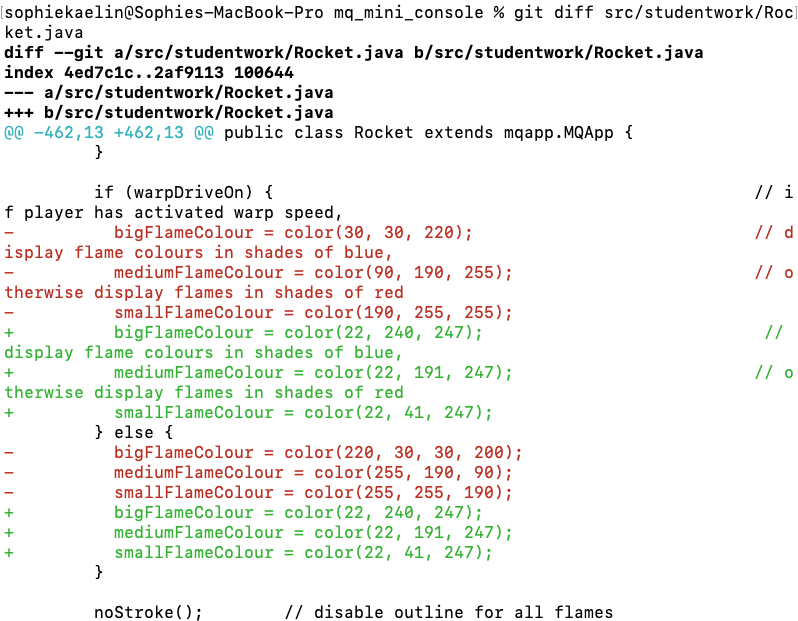 sophiekaelin@Sophies-MacBook-Pro mq_mini_console % git diff src/studentwork/Roc
ket.java
diff --git a/src/studentwork/Rocket.java b/src/studentwork/Rocket.java
index 4ed7c1c..2af9113 100644
--- a/src/studentwork/Rocket.java
+++ b/src/studentwork/Rocket.java
@@ -462,13 +462,13 @@ public class Rocket extends mqapp.MQApp {
         }

         if (warpDriveOn) {                                                // i
f player has activated warp speed,
-          bigFlameColour = color(30, 30, 220);                            // d
isplay flame colours in shades of blue,
-          mediumFlameColour = color(90, 190, 255);                        // o
therwise display flames in shades of red
-          smallFlameColour = color(190, 255, 255);
+          bigFlameColour = color(22, 240, 247);                            //
display flame colours in shades of blue,
+          mediumFlameColour = color(22, 191, 247);                        // o
therwise display flames in shades of red
+          smallFlameColour = color(22, 41, 247);
         } else {
-          bigFlameColour = color(220, 30, 30, 200);
-          mediumFlameColour = color(255, 190, 90);
-          smallFlameColour = color(255, 255, 190);
+          bigFlameColour = color(22, 240, 247);
+          mediumFlameColour = color(22, 191, 247);
+          smallFlameColour = color(22, 41, 247);
         }

         noStroke();        // disable outline for all flames